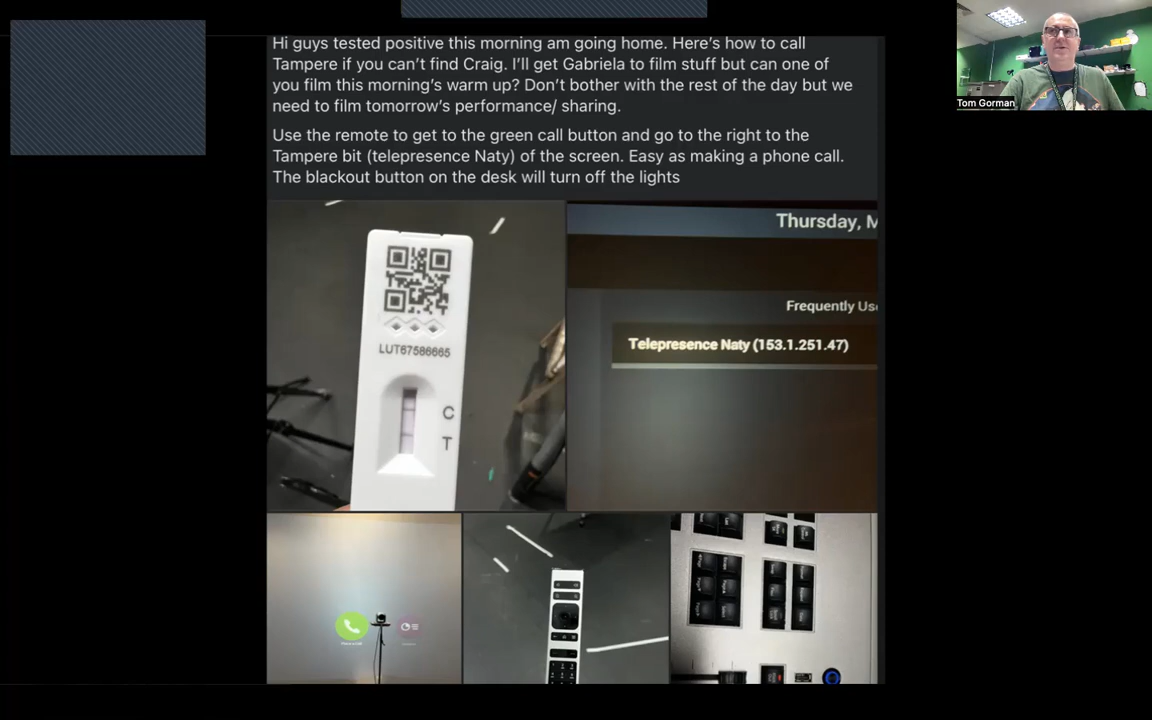 Hi guys tested positive this morning am going home. Here’s how to call
Tampere if you can’t find Craig. I’ll get Gabriela to film stuff but can one of
you film this morning’s warm up? Don’t bother with the rest of the day but we
need to film tomorrow’s performance/ sharing.
Use the remote to get to the green call button and go to the right to the
Tampere bit (telepresence Naty) of the screen. Easy as making a phone call.
The blackout button on the desk will turn off the lights
Tom Gorman
Thursday, M
Frequently Us
Telepresence Naty (153.1.251.47)
LUT67586665
C
T